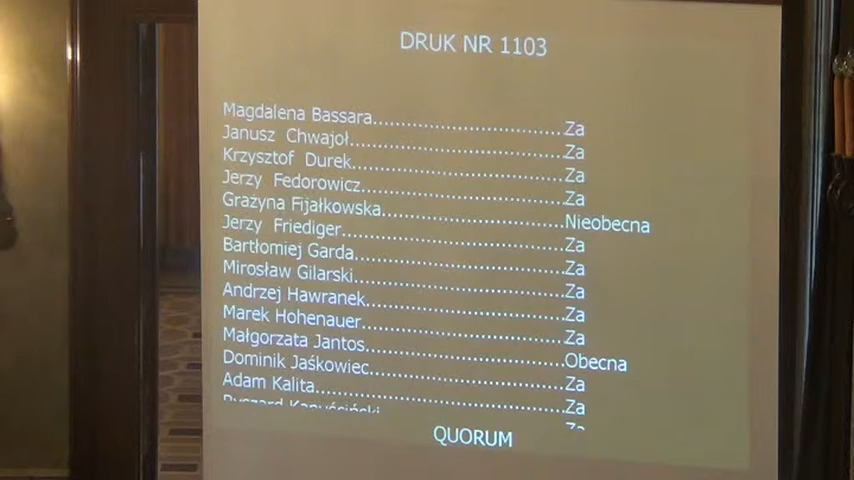 DRUK NR 1103
Magdalena Bassara..............................Za
Janusz Chwajoł..............................Za
Krzysztof Durek..............................Za
Jerzy Fedorowicz..............................Za
Grażyna Fijałkowska..............................Nieobecna
Jerzy Friediger..............................Za
Bartłomiej Garda..............................Za
Mirosław Gilarski..............................Za
Andrzej Hawranek..............................Za
Marek Hohenauer..............................Za
Małgorzata Jantos..............................Obecna
Dominik Jaśkowiec..............................Za
Adam Kalita..............................Za
Ryszard Kapuściński Za
QUORUM